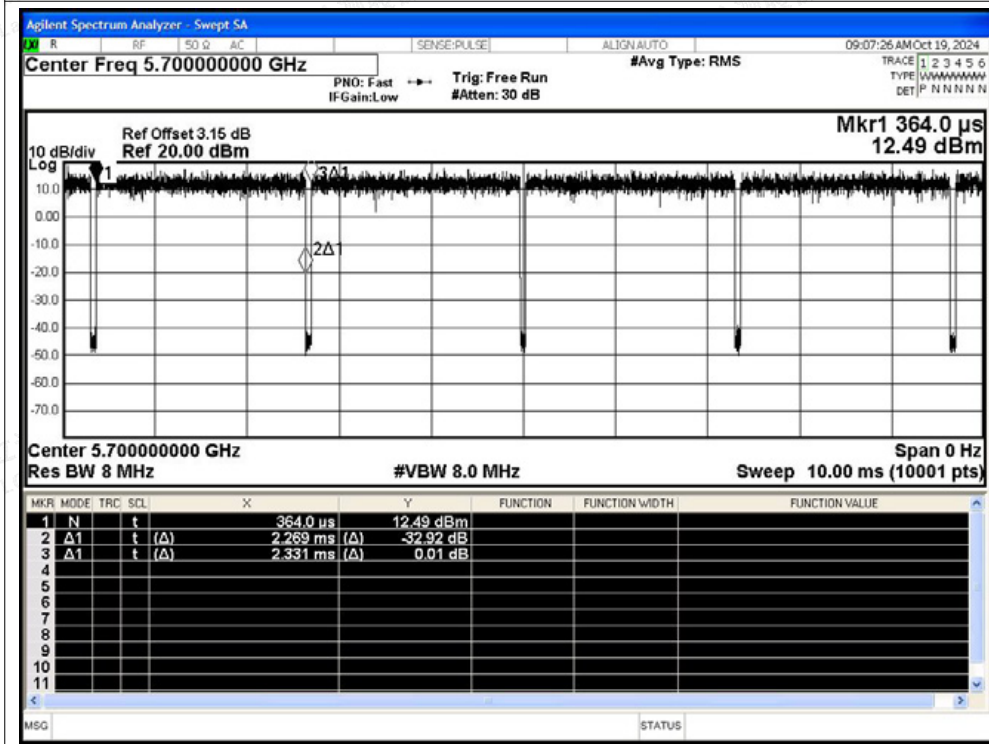 Agilent Spectrum Analyzer - Swept SA
R RF 50 Ω AC SENSE:PULSE ALIGN AUTO 09:07:26 AM Oct 19, 2024
Center Freq 5.700000000 GHz #Avg Type: RMS TRACE 1 2 3 4 5 6
PNO: Fast Trig: Free Run TYPE WWWWWW
IFGain:Low #Atten: 30 dB DET P N N N N N
Mkr1 364.0 µs
Ref Offset 3.15 dB
10 dB/div Ref 20.00 dBm 12.49 dBm
Log
1 3Δ1
10.0
0.00
-10.0
2Δ1
-20.0
-30.0
-40.0
-50.0
-60.0
-70.0
Center 5.700000000 GHz Span 0 Hz
Res BW 8 MHz #VBW 8.0 MHz Sweep 10.00 ms (10001 pts)
MKR MODE TRC SCL X Y FUNCTION FUNCTION WIDTH FUNCTION VALUE
1 N t 364.0 µs 12.49 dBm
2 Δ1 t (Δ) 2.269 ms (Δ) -32.92 dB
3 Δ1 t (Δ) 2.331 ms (Δ) 0.01 dB
4
5
6
7
8
9
10
11
MSG STATUS